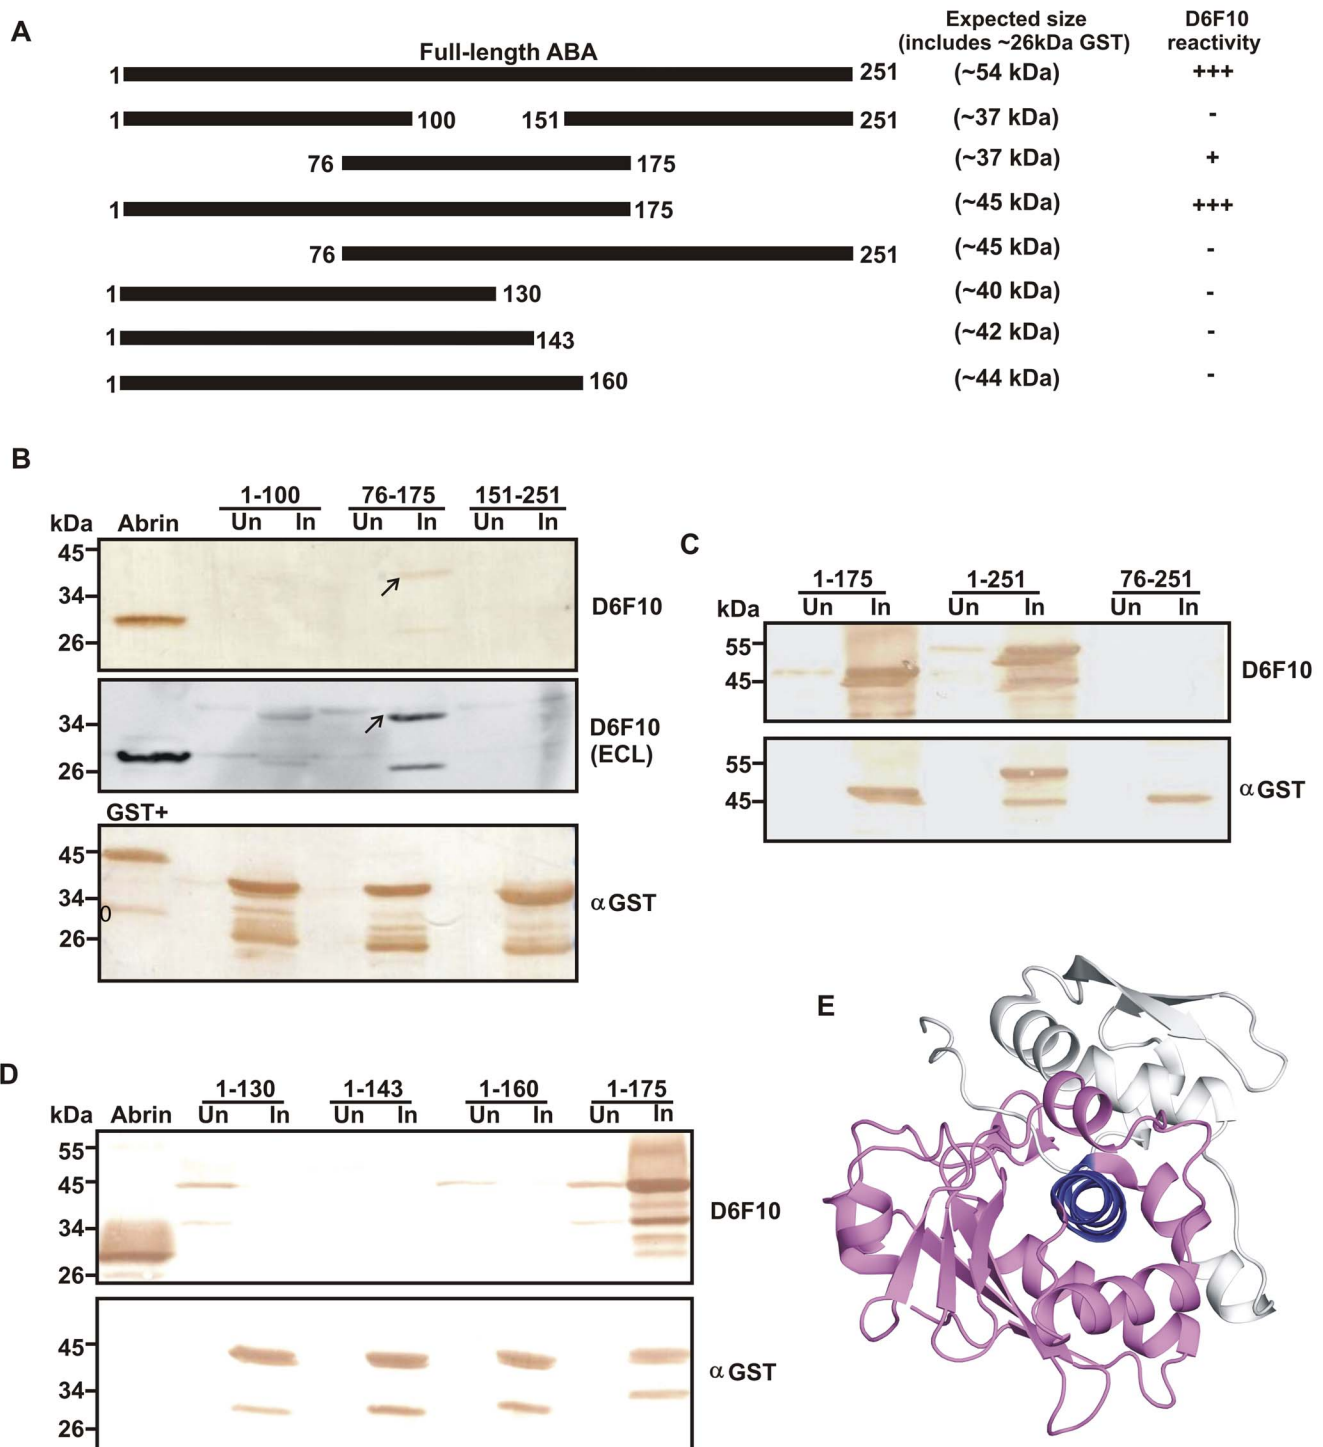 A
Full-length ABA
Expected size
(includes ~26kDa GST)
D6F10
reactivity
1 251 (~54 kDa) +++
1 100 151 251 (~37 kDa) -
76 175 (~37 kDa) +
1 175 (~45 kDa) +++
76 251 (~45 kDa) -
1 130 (~40 kDa) -
1 143 (~42 kDa) -
1 160 (~44 kDa) -
B
1-100 76-175 151-251
kDa Abrin Un In Un In Un In
45
34
26
D6F10
34
26
D6F10
(ECL)
GST+
45
34
0
26
αGST
C
1-175 1-251 76-251
kDa Un In Un In Un In
55
45
D6F10
55
45
αGST
D
1-130 1-143 1-160 1-175
kDa Abrin Un In Un In Un In Un In
55
45
34
26
D6F10
45
34
26
αGST
E